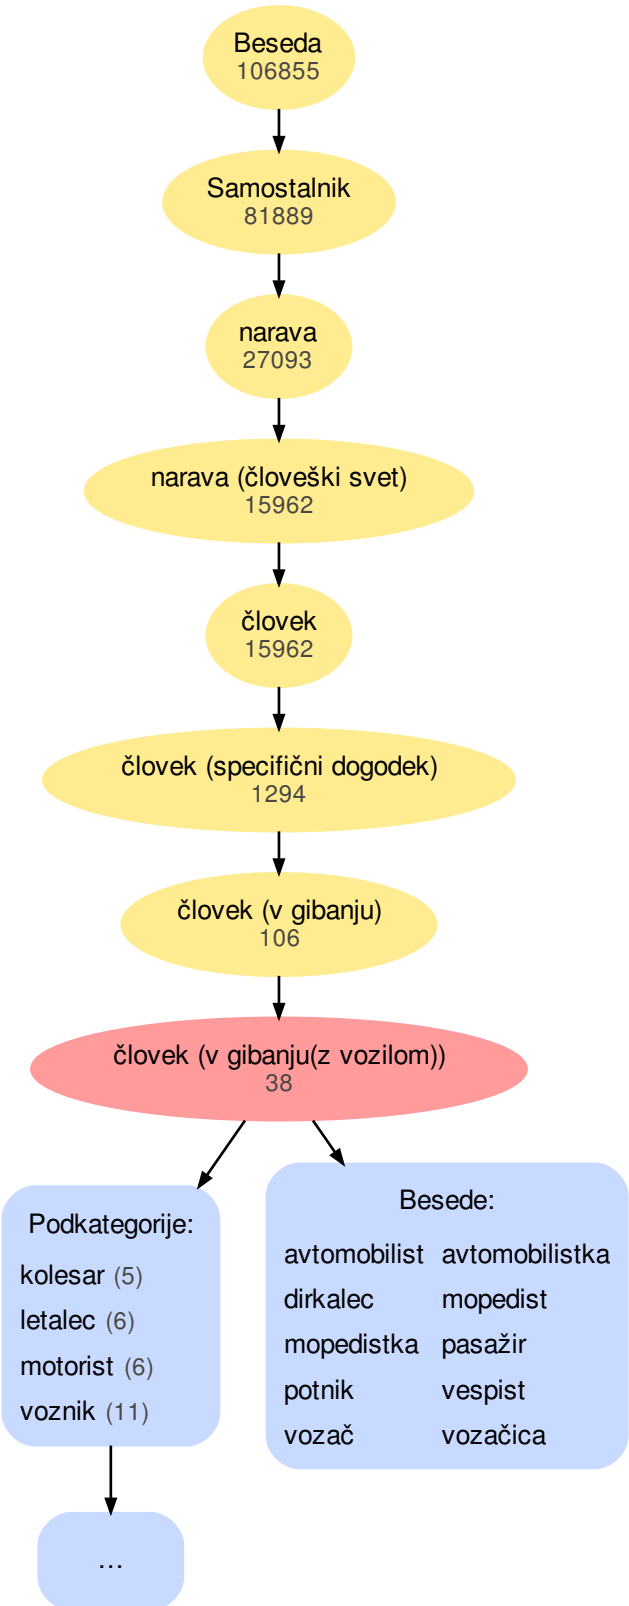 Beseda
106855
Samostalnik
81889
narava
27093
narava (človeški svet)
15962
človek
15962
človek (specifični dogodek)
1294
človek (v gibanju)
106
človek (v gibanju(z vozilom))
38
Podkategorije:
kolesar (5)
letalec (6)
motorist (6)
voznik (11)
...
Besede:
avtomobilist avtomobilistka
dirkalec mopedist
mopedistka pasažir
potnik vespist
vozač vozačica